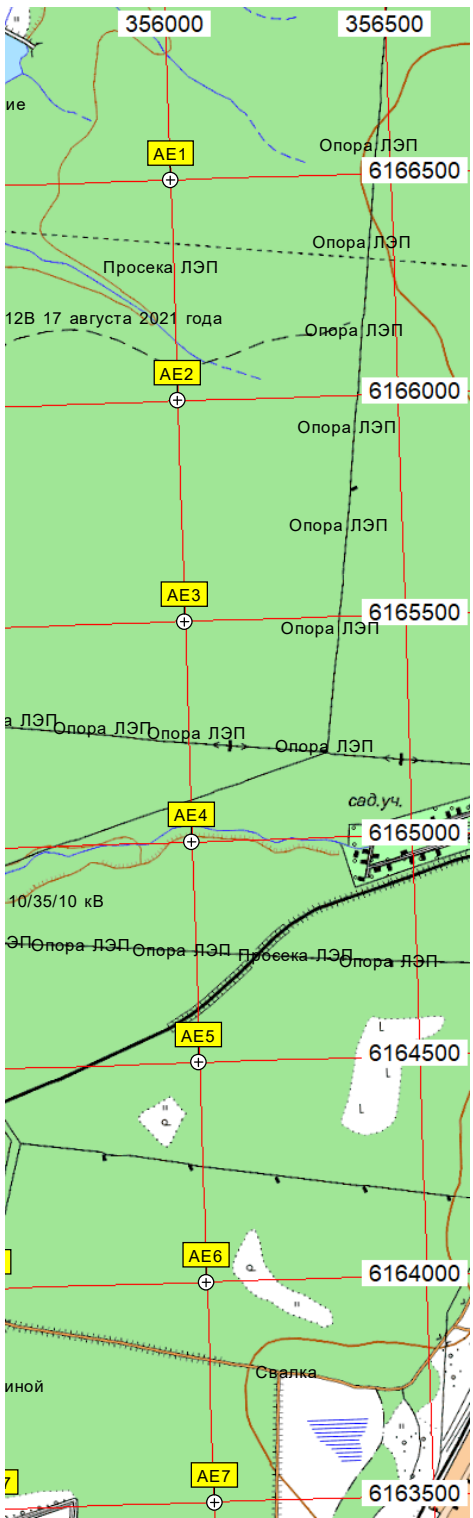 356000 356500
ие
Опора ЛЭП
AE1
6166500
Опора ЛЭП
Просека ЛЭП
12В 17 августа 2021 года
Опора ЛЭП
AE2
6166000
Опора ЛЭП
Опора ЛЭП
AE3
6165500
Опора ЛЭП
а ЛЭП Опора ЛЭП Опора ЛЭП Опора ЛЭП
сад.уч.
AE4
6165000
10/35/10 кВ
ЭП Опора ЛЭП Опора ЛЭП Просека ЛЭП Опора ЛЭП
AE5
6164500
AE6
6164000
Свалка
иной
7
AE7
6163500